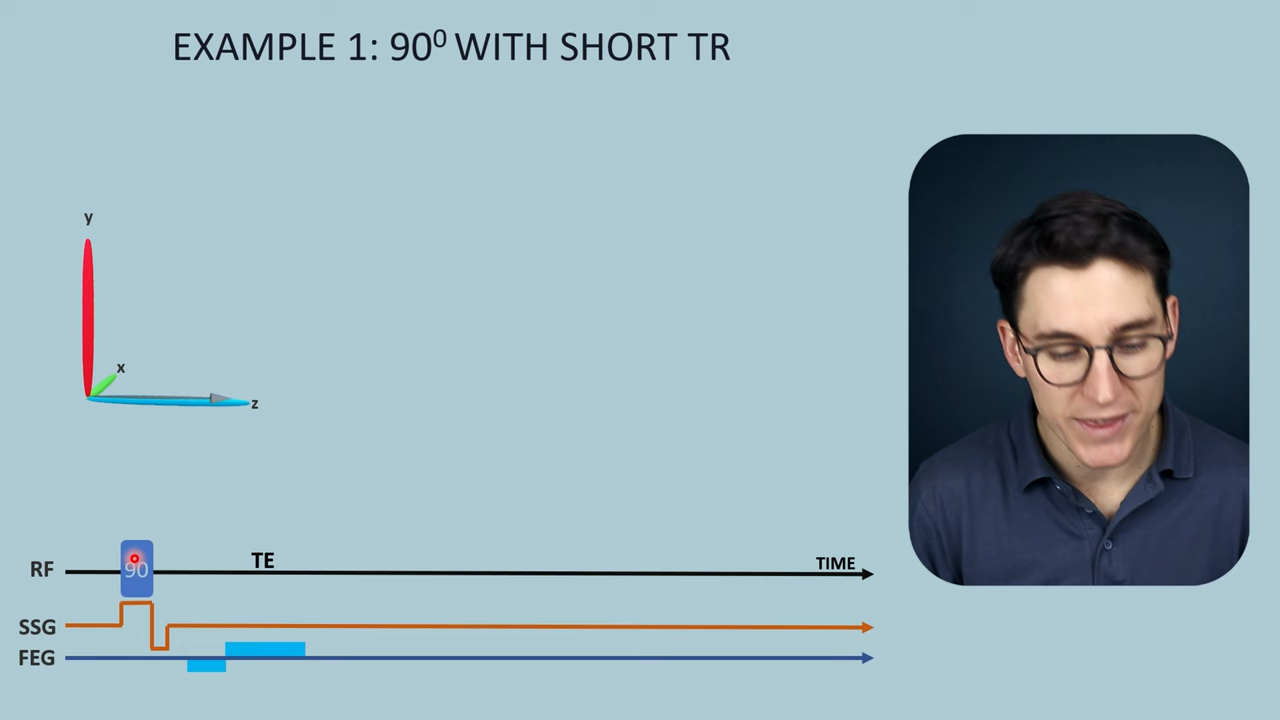 EXAMPLE 1: 90⁰ WITH SHORT TR
y
x
z
RF 90 TE TIME
SSG
FEG